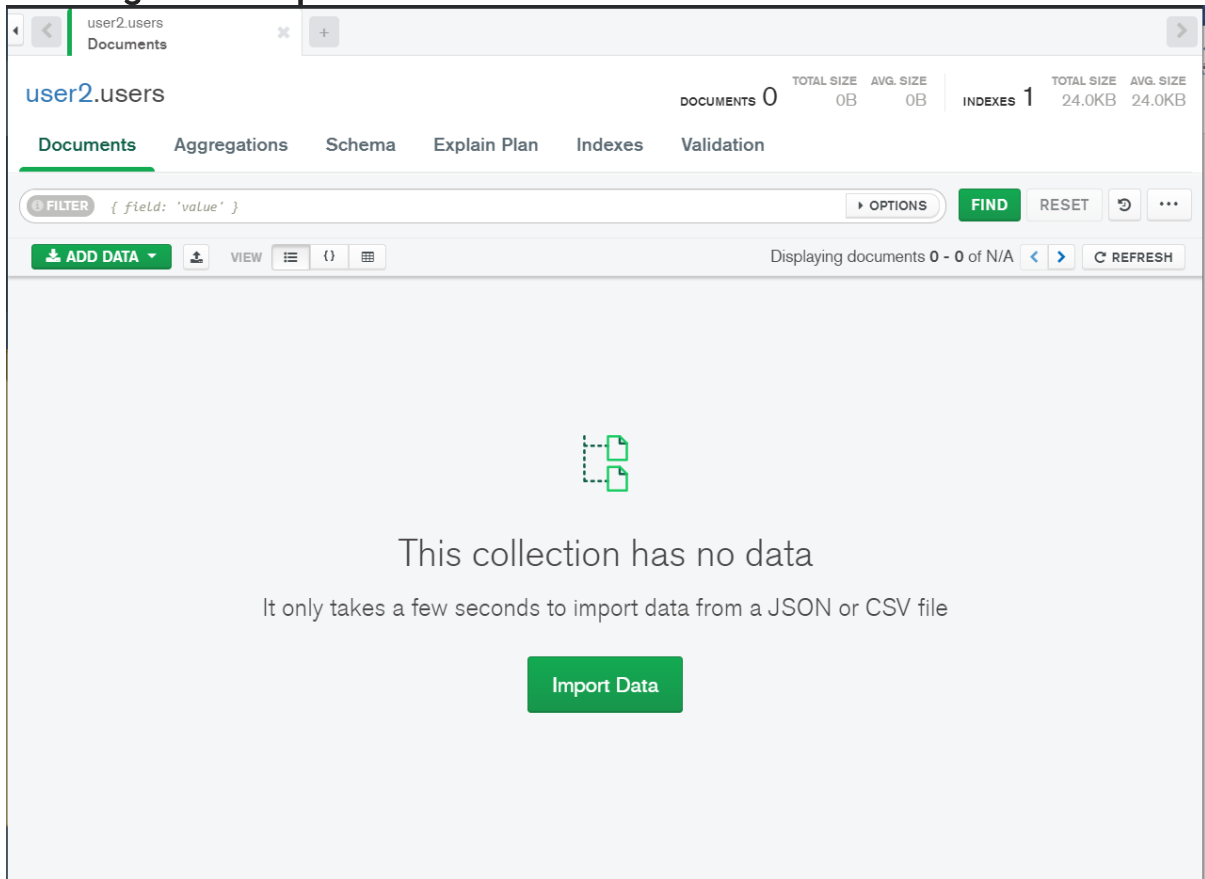 user2.users
Documents
user2.users
DOCUMENTS 0 TOTAL SIZE 0B AVG. SIZE 0B INDEXES 1 TOTAL SIZE 24.0KB AVG. SIZE 24.0KB
Documents Aggregations Schema Explain Plan Indexes Validation
FILTER { field: 'value' } OPTIONS FIND RESET ...
ADD DATA VIEW {} Displaying documents 0 - 0 of N/A < > REFRESH
This collection has no data
It only takes a few seconds to import data from a JSON or CSV file
Import Data